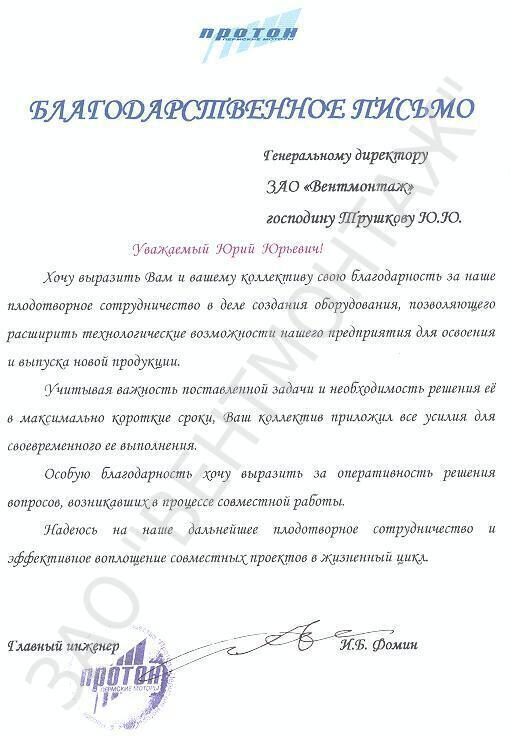 ПРОТОН
ПЕРМСКИЕ МОТОРЫ
БЛАГОДАРСТВЕННОЕ ПИСЬМО
Генеральному директору
ЗАО «Вентмонтаж»
господину Трушкову Ю.Ю.
Уважаемый Юрий Юрьевич!
Хочу выразить Вам и вашему коллективу свою благодарность за наше
плодотворное сотрудничество в деле создания оборудования, позволяющего
расширить технологические возможности нашего предприятия для освоения
и выпуска новой продукции.
Учитывая важность поставленной задачи и необходимость решения её
в максимально короткие сроки, Ваш коллектив приложил все усилия для
своевременного ее выполнения.
Особую благодарность хочу выразить за оперативность решения
вопросов, возникавших в процессе совместной работы.
Надеюсь на наше дальнейшее плодотворное сотрудничество и
эффективное воплощение совместных проектов в жизненный цикл.
Главный инженер
И.Б. Фомин
ПРОТОН
ПЕРМСКИЕ МОТОРЫ
ЗАО "ВЕНТМОНТАЖ"